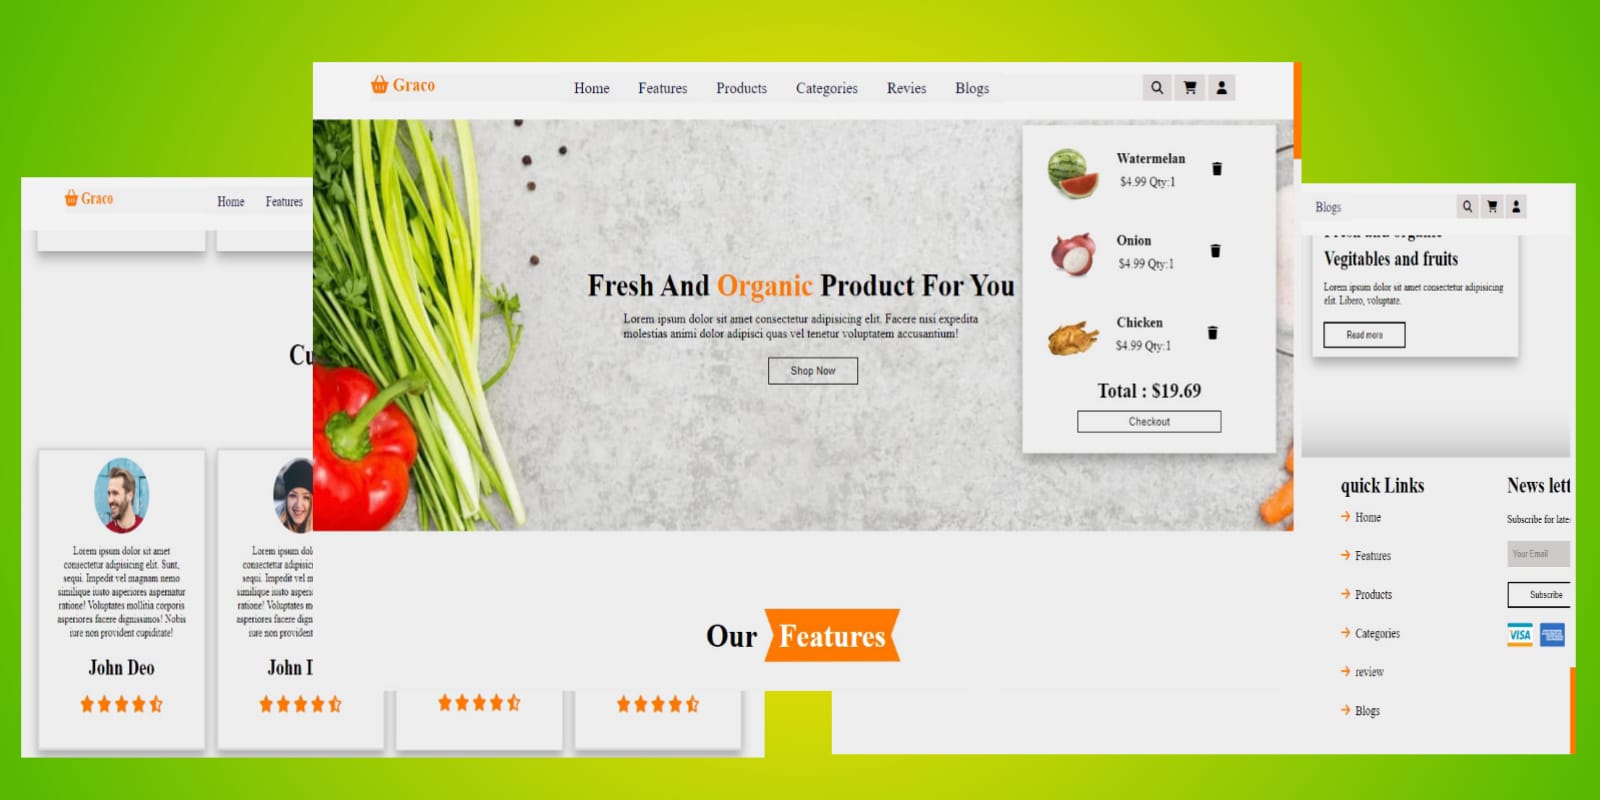 Graco
Home Features Products Categories Revies Blogs
Fresh And Organic Product For You
Lorem ipsum dolor sit amet consectetur adipisicing elit. Facere nisi expedita
molestias animi dolor adipisci quas vel tenetur voluptatem accusantium!
Shop Now
Watermelan
$4.99 Qty:1
Onion
$4.99 Qty:1
Chicken
$4.99 Qty:1
Total : $19.69
Checkout
Our Features
Graco
Home Features
Cu
Lorem ipsum dolor sit amet
consectetur adipisicing elit. Sunt,
sequi. Impedit vel magnam nemo
similique iusto asperiores aspernatur
ratione! Voluptates mollitia corporis
asperiores facere dignissimos! Nobis
iure non provident cupiditate!
John Deo
Lorem ipsum dol
consectetur adipisici
sequi. Impedit vel m
similique iusto asperi
ratione! Voluptates m
asperiores facere dign
iure non provident
John D
Blogs
Fresh and organic
Vegitables and fruits
Lorem ipsum dolor sit amet consectetur adipisicing
elit. Libero, voluptate.
Read more
quick Links
Home
Features
Products
Categories
review
Blogs
News lett
Subscribe for late
Your Email
Subscribe
VISA